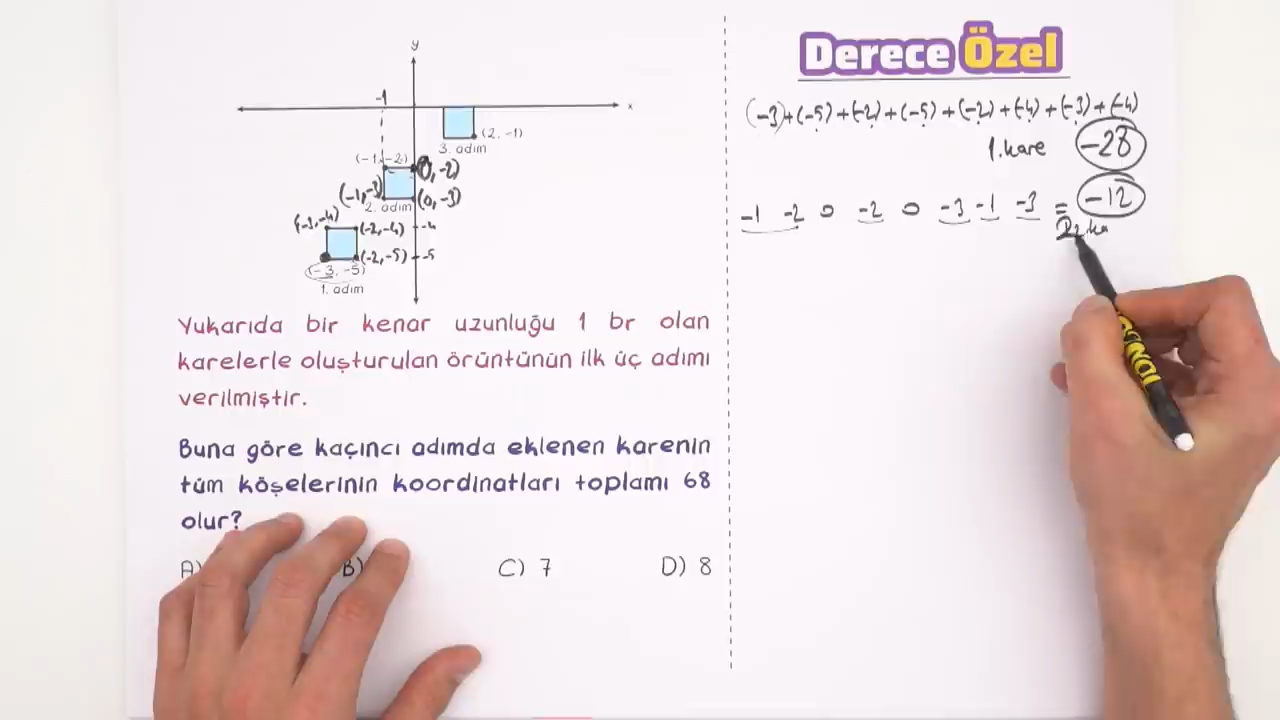 y
-1
x
(2, -1)
3. adım
(-1, -2) (0, -2)
(-1, -3) (0, -3)
2. adım
(-3, -4) (-2, -4) -4
(-2, -5) -5
(-3, -5)
1. adım
Yukarıda bir kenar uzunluğu 1 br olan
karelerle oluşturulan örüntünün ilk üç adımı
verilmiştir.
Buna göre kaçıncı adımda eklenen karenin
tüm köşelerinin koordinatları toplamı 68
olur?
A) B) C) 7 D) 8
Derece Özel
(-3)+(-5)+(-2)+(-5)+(-2)+(-4)+(-3)+(-4)
1. kare -28
-1 -2 0 -2 0 -3 -1 -3 = -12